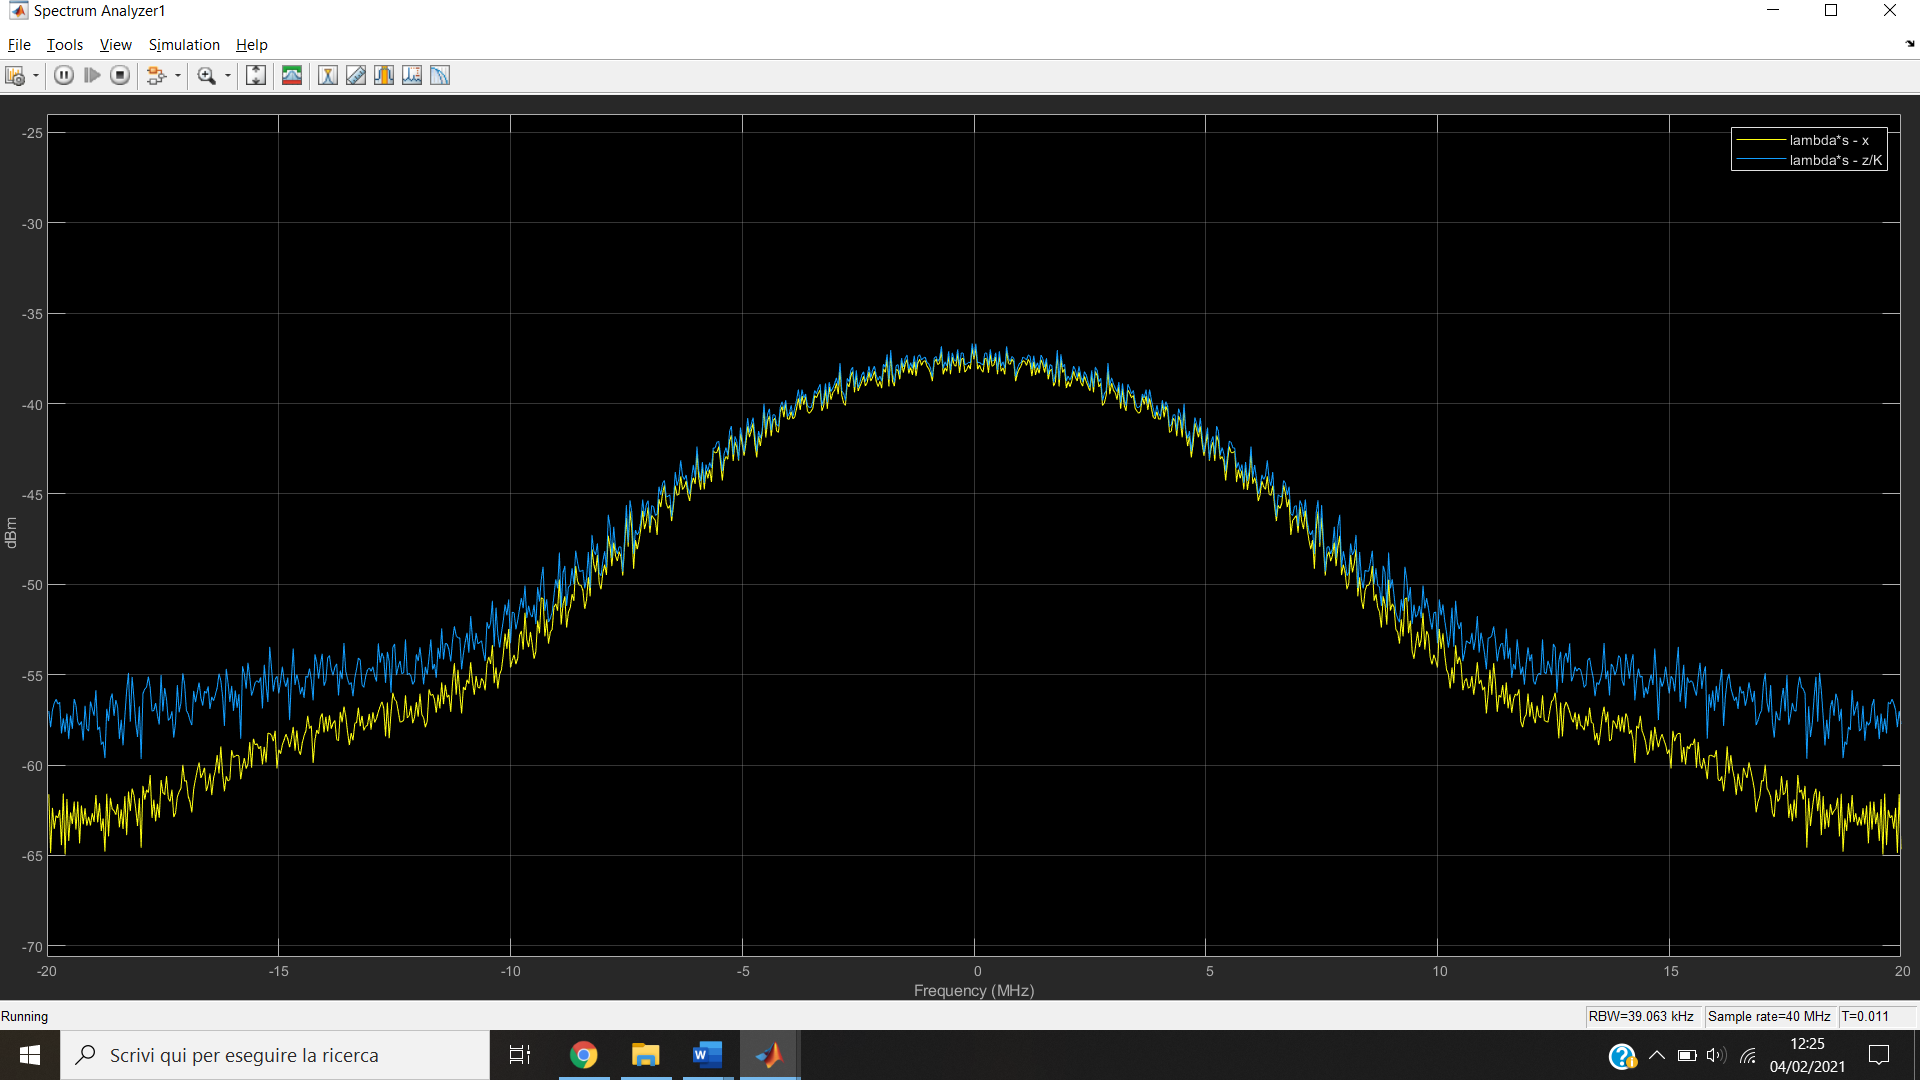 Spectrum Analyzer1
File Tools View Simulation Help
lambda*s - x
lambda*s - z/K
-25
-30
-35
-40
-45
-50
-55
-60
-65
-70
dBm
-20 -15 -10 -5 0 5 10 15 20
Frequency (MHz)
Running
RBW=39.063 kHz Sample rate=40 MHz T=0.011
Scrivi qui per eseguire la ricerca
12:25
04/02/2021